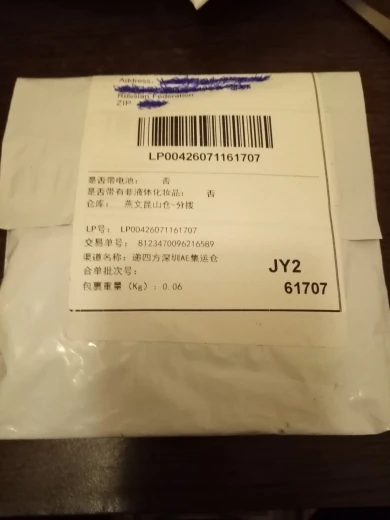 Address:
Russian Federation
ZIP
LP00426071161707
是否带电池： 否
是否带有非液体化妆品： 否
仓库： 燕文昆山仓-分拨
LP号： LP00426071161707
交易单号： 8123470096216589
渠道名称：递四方深圳AE集运仓
合单批次号：
包裹重量（Kg）：0.06
JY2
61707